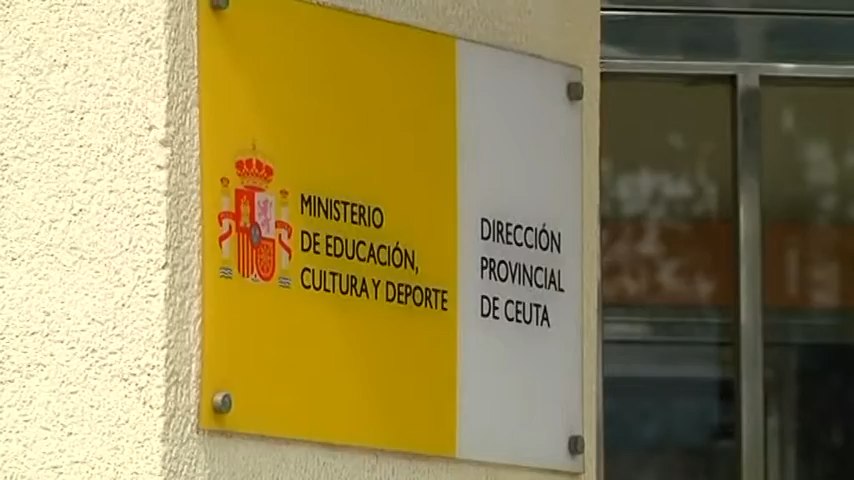 MINISTERIO
DE EDUCACIÓN,
CULTURA Y DEPORTE
DIRECCIÓN
PROVINCIAL
DE CEUTA